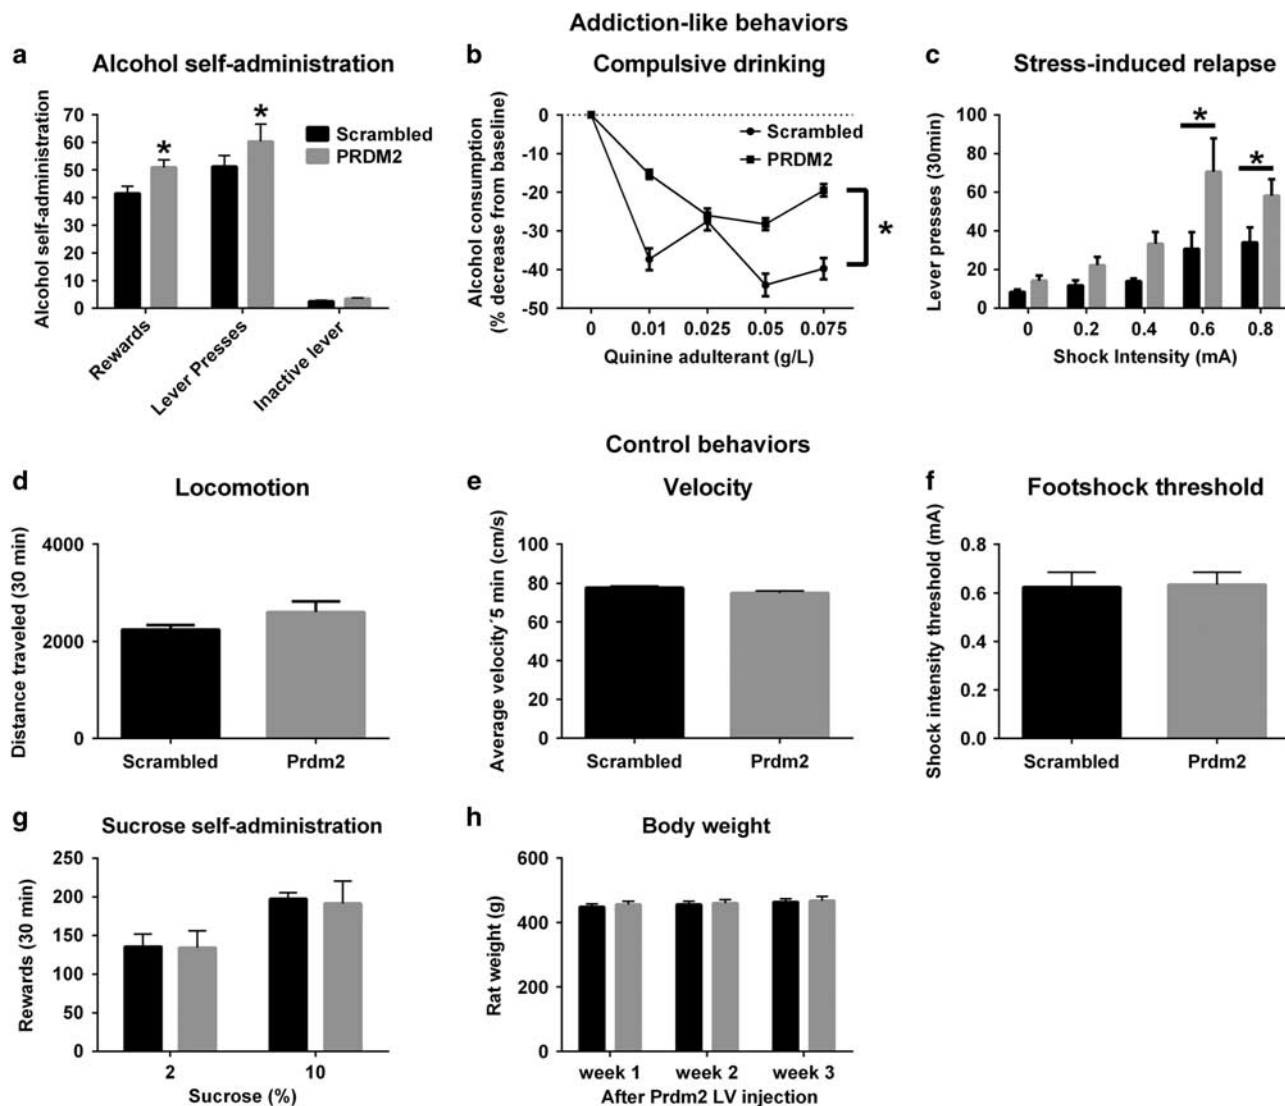 Addiction-like behaviors
a
Alcohol self-administration
Alcohol self-administration
70
60
50
40
30
20
10
0
*
*
Scrambled
PRDM2
Rewards
Lever Presses
Inactive lever
b
Compulsive drinking
Alcohol consumption
(% decrease from baseline)
0
-10
-20
-30
-40
-50
Scrambled
PRDM2
*
0 0.01 0.025 0.05 0.075
Quinine adulterant (g/L)
c
Stress-induced relapse
Lever presses (30min)
100
80
60
40
20
0
*
*
0 0.2 0.4 0.6 0.8
Shock Intensity (mA)
Control behaviors
d
Locomotion
Distance traveled (30 min)
4000
2000
0
Scrambled Prdm2
e
Velocity
Average velocity´5 min (cm/s)
100
80
60
40
20
0
Scrambled Prdm2
f
Footshock threshold
Shock intensity threshold (mA)
0.8
0.6
0.4
0.2
0.0
Scrambled Prdm2
g
Sucrose self-administration
Rewards (30 min)
250
200
150
100
50
0
2 10
Sucrose (%)
h
Body weight
Rat weight (g)
600
400
200
0
week 1 week 2 week 3
After Prdm2 LV injection